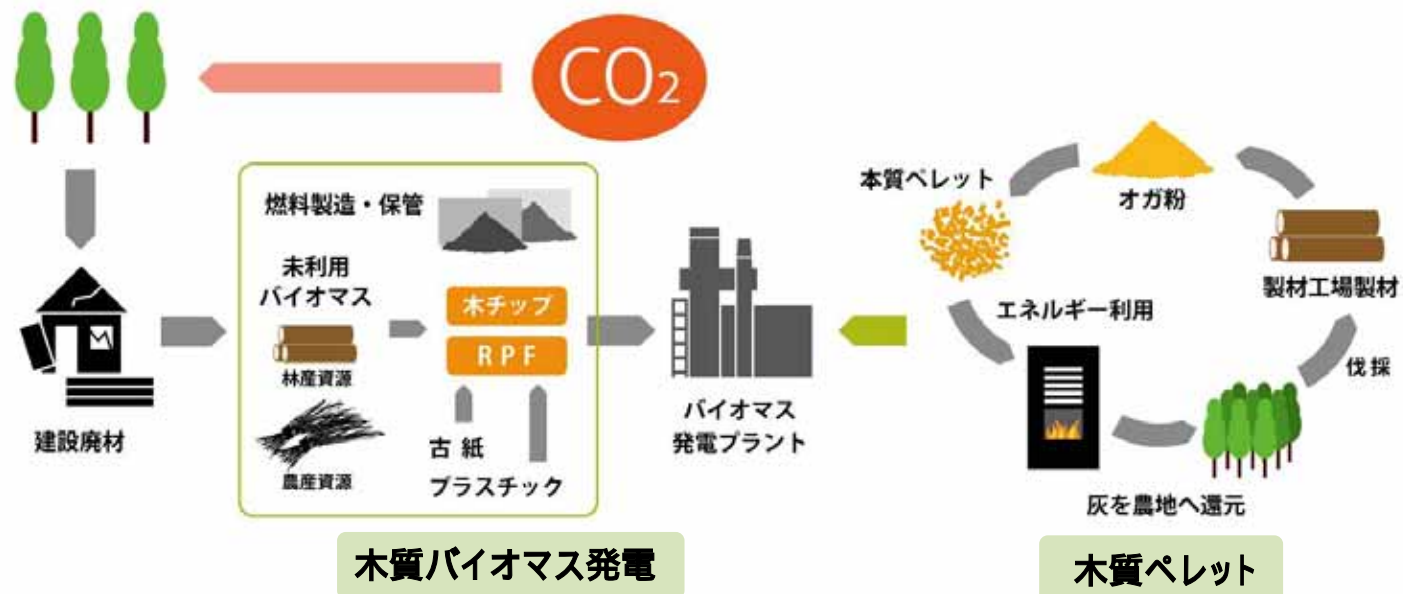 CO₂
燃料製造・保管
未利用
バイオマス
木チップ
RPF
林産資源
農産資源
古紙
プラスチック
建設廃材
バイオマス
発電プラント
木質バイオマス発電
本質ペレット
オガ粉
製材工場製材
エネルギー利用
伐採
灰を農地へ還元
木質ペレット